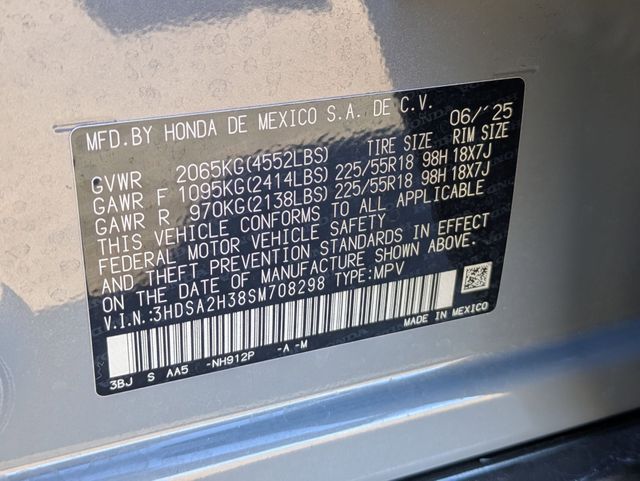 MFD.BY HONDA DE MEXICO S.A. DE C.V. 06/'25
GVWR 2065KG(4552LBS) TIRE SIZE RIM SIZE
GAWR F 1095KG(2414LBS) 225/55R18 98H 18X7J
GAWR R 970KG(2138LBS) 225/55R18 98H 18X7J
THIS VEHICLE CONFORMS TO ALL APPLICABLE
FEDERAL MOTOR VEHICLE SAFETY
AND THEFT PREVENTION STANDARDS IN EFFECT
ON THE DATE OF MANUFACTURE SHOWN ABOVE.
V.I.N.:3HDSA2H38SM708298 TYPE:MPV
MADE IN MEXICO
3BJ S AA5 -NH912P -A -M